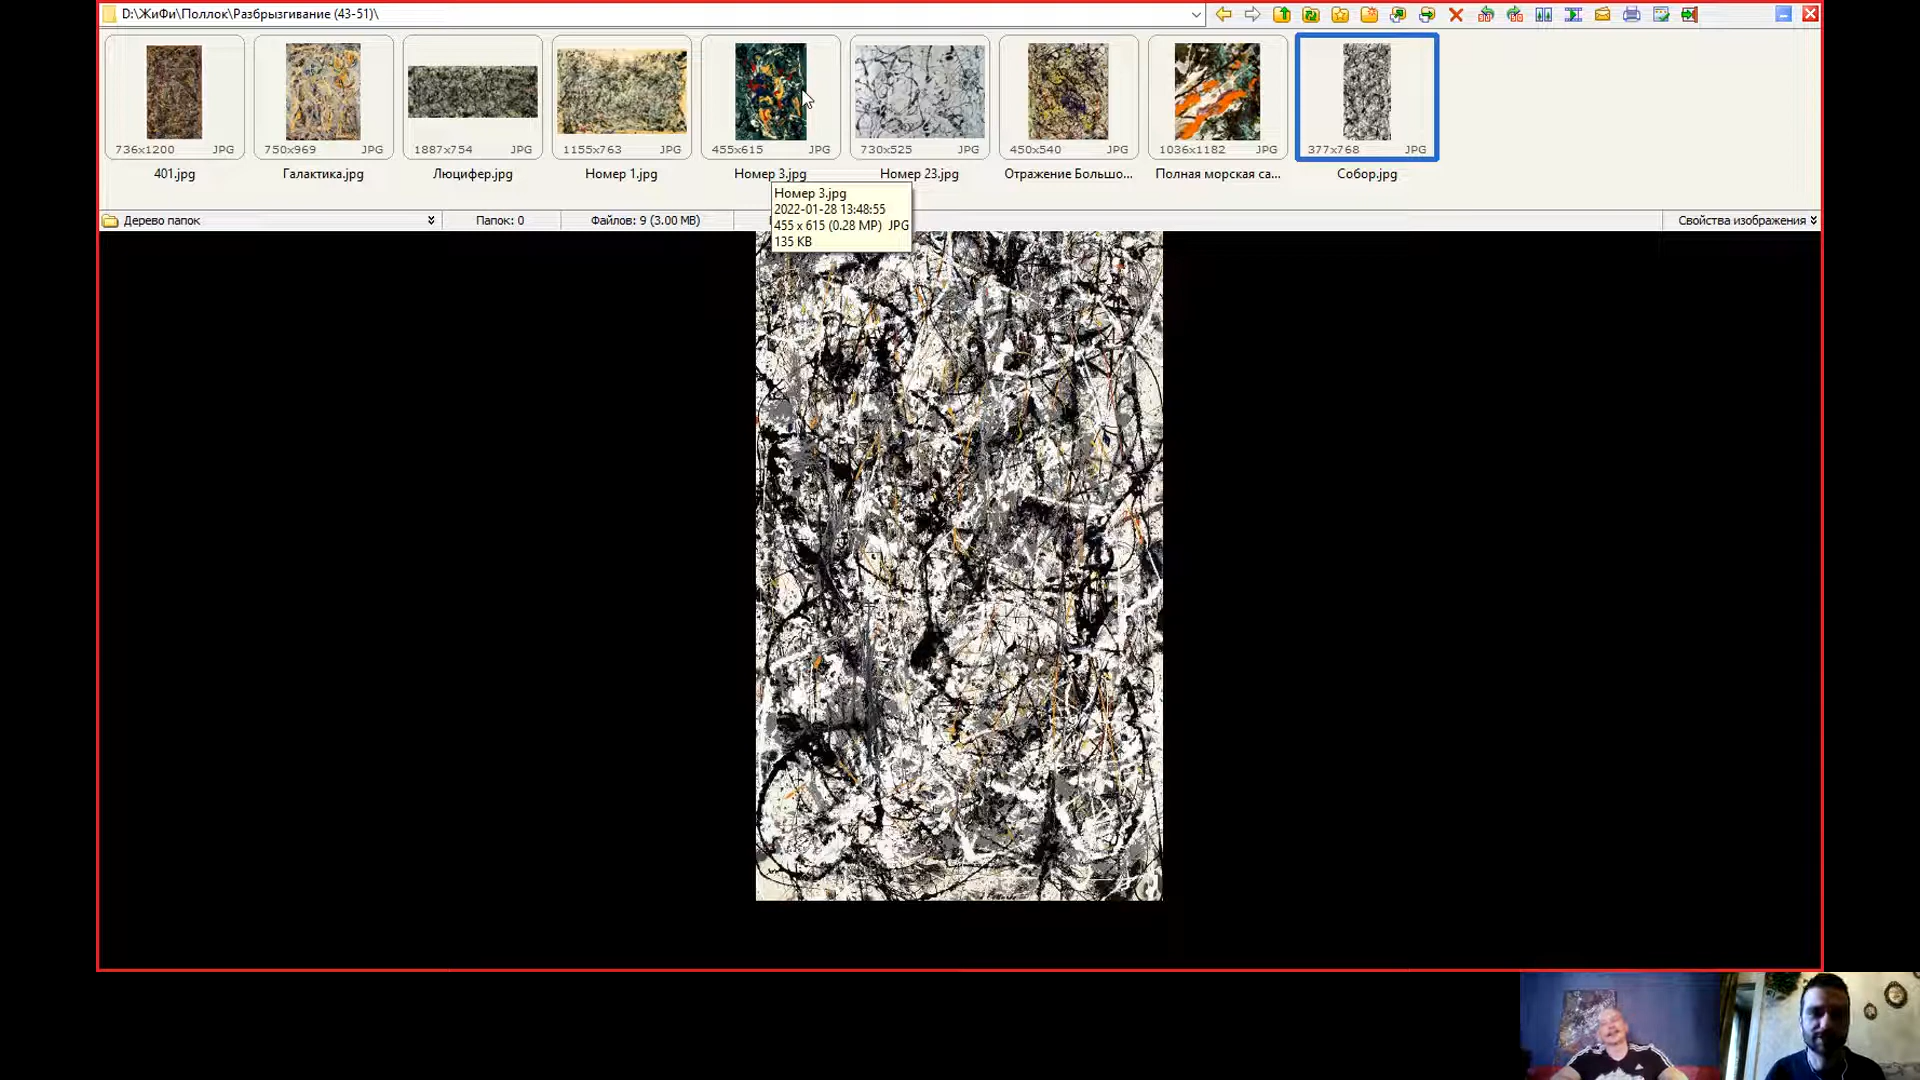 D:\ЖиФи\Поллок\Разбрызгивание (43-51)\
736x1200 JPG
750x969 JPG
1887x754 JPG
1155x763 JPG
455x615 JPG
730x525 JPG
450x540 JPG
1036x1182 JPG
377x768 JPG
401.jpg
Галактика.jpg
Люцифер.jpg
Номер 1.jpg
Номер 3.jpg
Номер 23.jpg
Отражение Большо...
Полная морская са...
Собор.jpg
Номер 3.jpg
2022-01-28 13:48:55
455 x 615 (0.28 MP) JPG
135 KB
Дерево папок
Папок: 0
Файлов: 9 (3.00 MB)
Свойства изображения